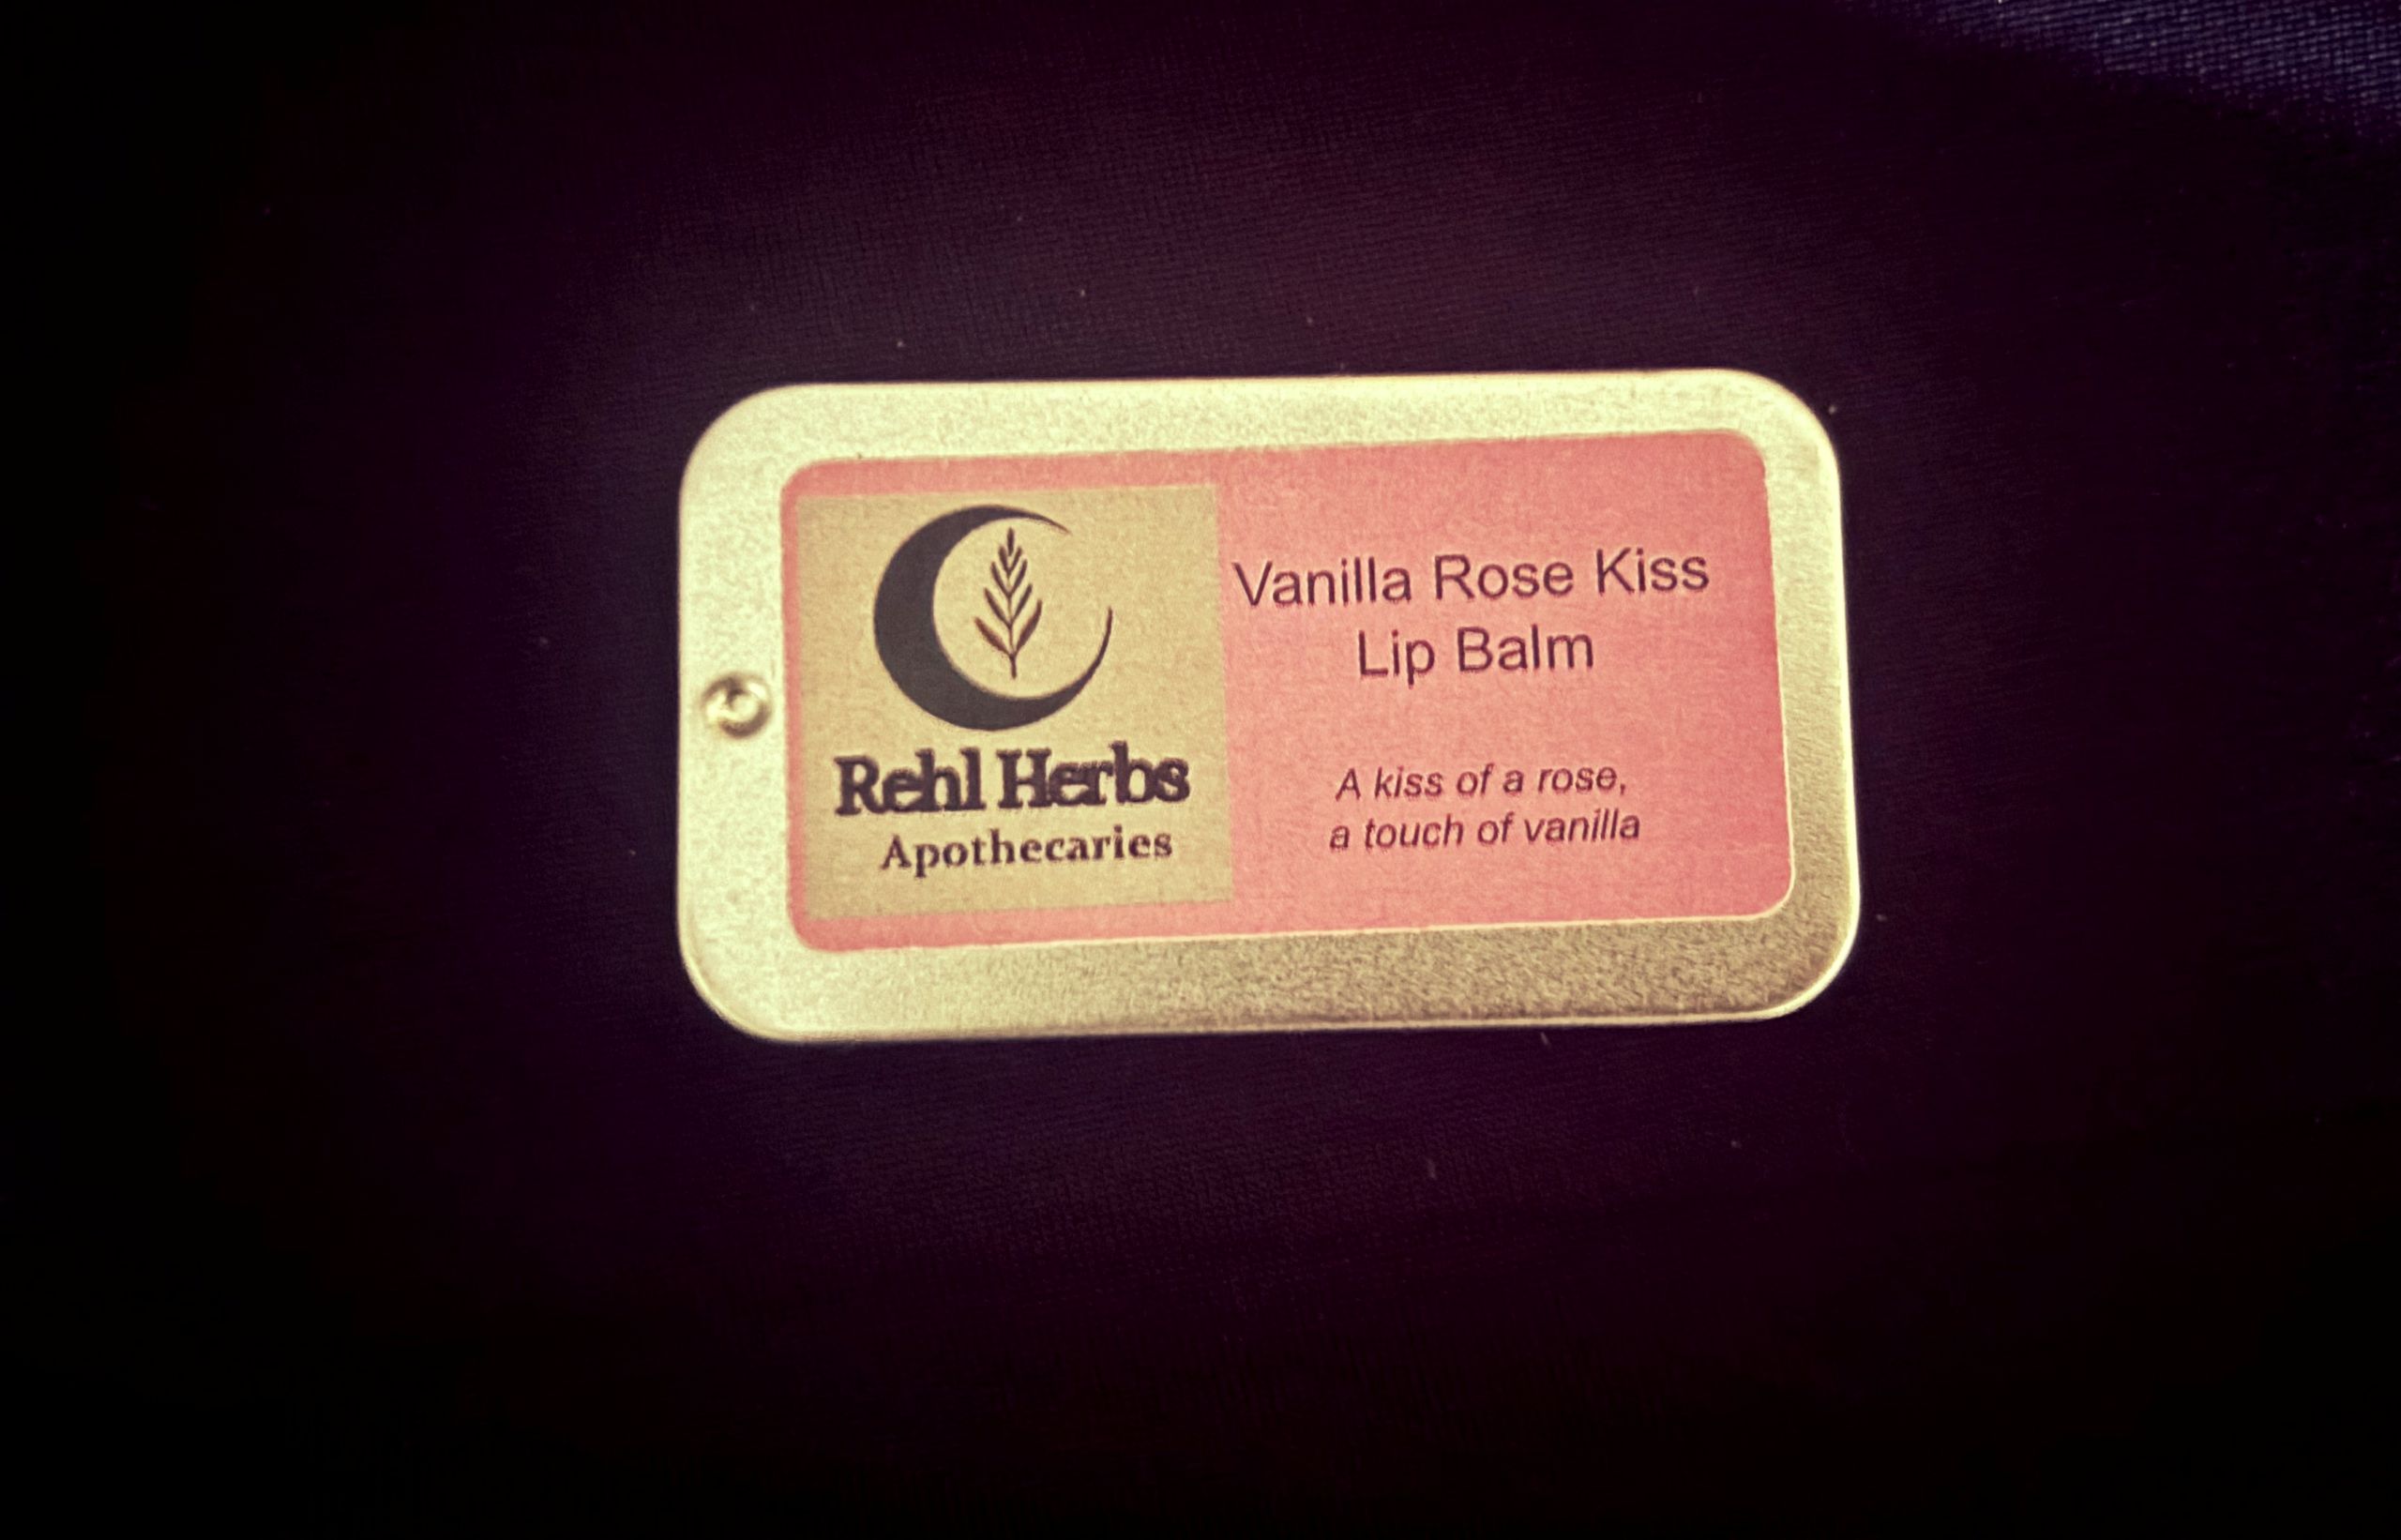 Rehl Herbs
Apothecaries
Vanilla Rose Kiss
Lip Balm
A kiss of a rose,
a touch of vanilla